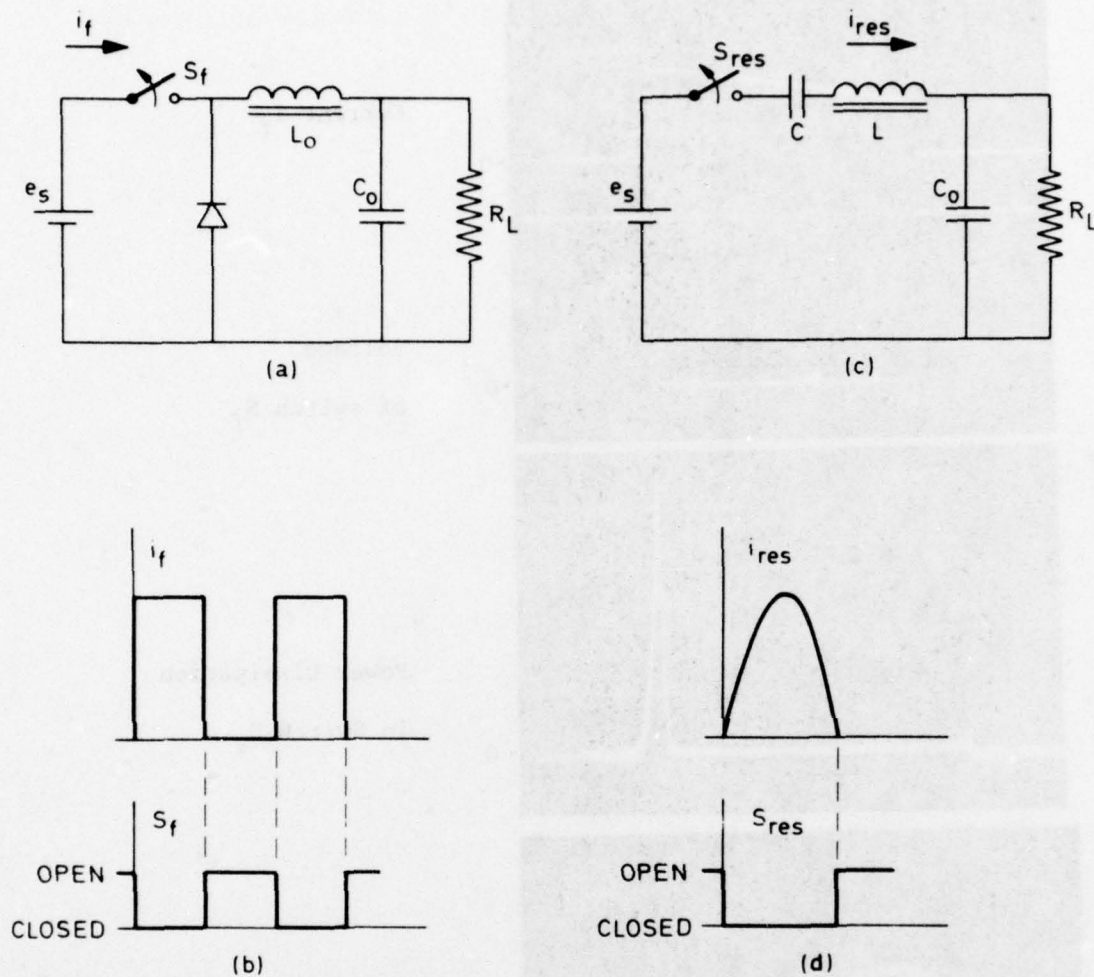 i_f
S_f
L_o
e_s
C_o
R_L
(a)
i_res
S_res
C
L
e_s
C_o
R_L
(c)
i_f
S_f
OPEN
CLOSED
(b)
i_res
S_res
OPEN
CLOSED
(d)